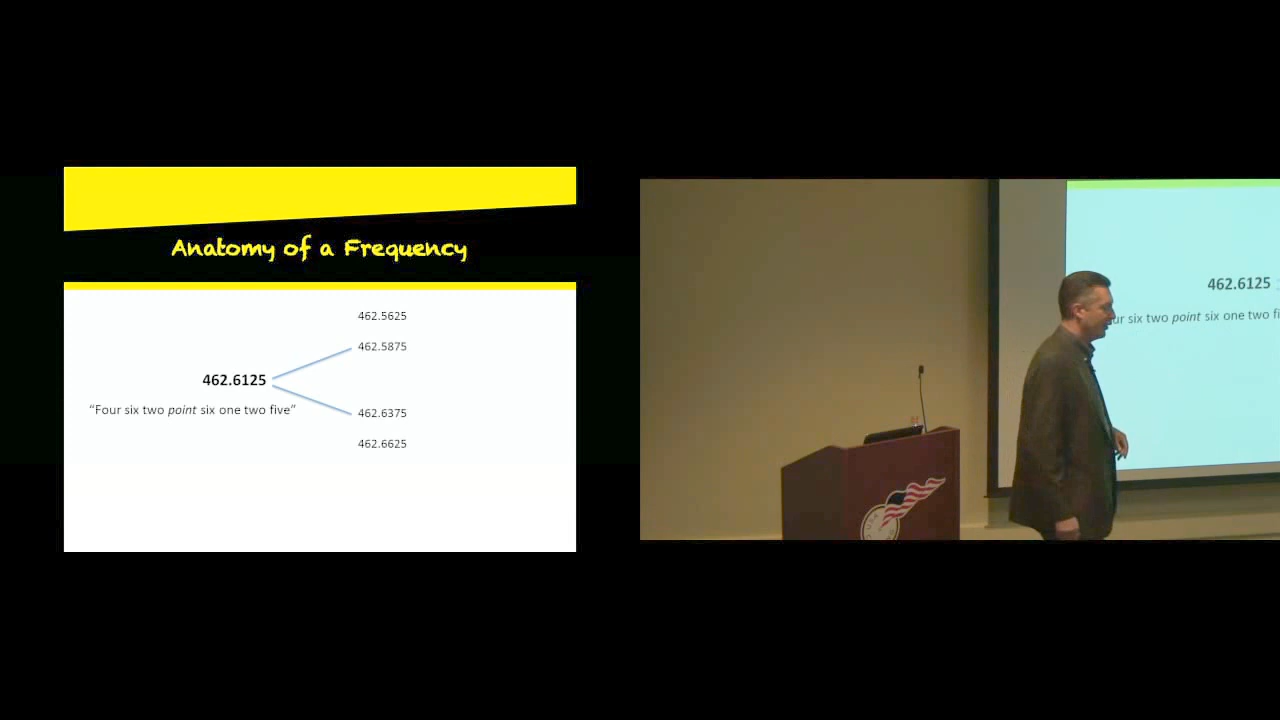 Anatomy of a Frequency
462.5625
462.5875
462.6125
“Four six two point six one two five”
462.6375
462.6625
462.6125
ur six two point six one two fi
USA